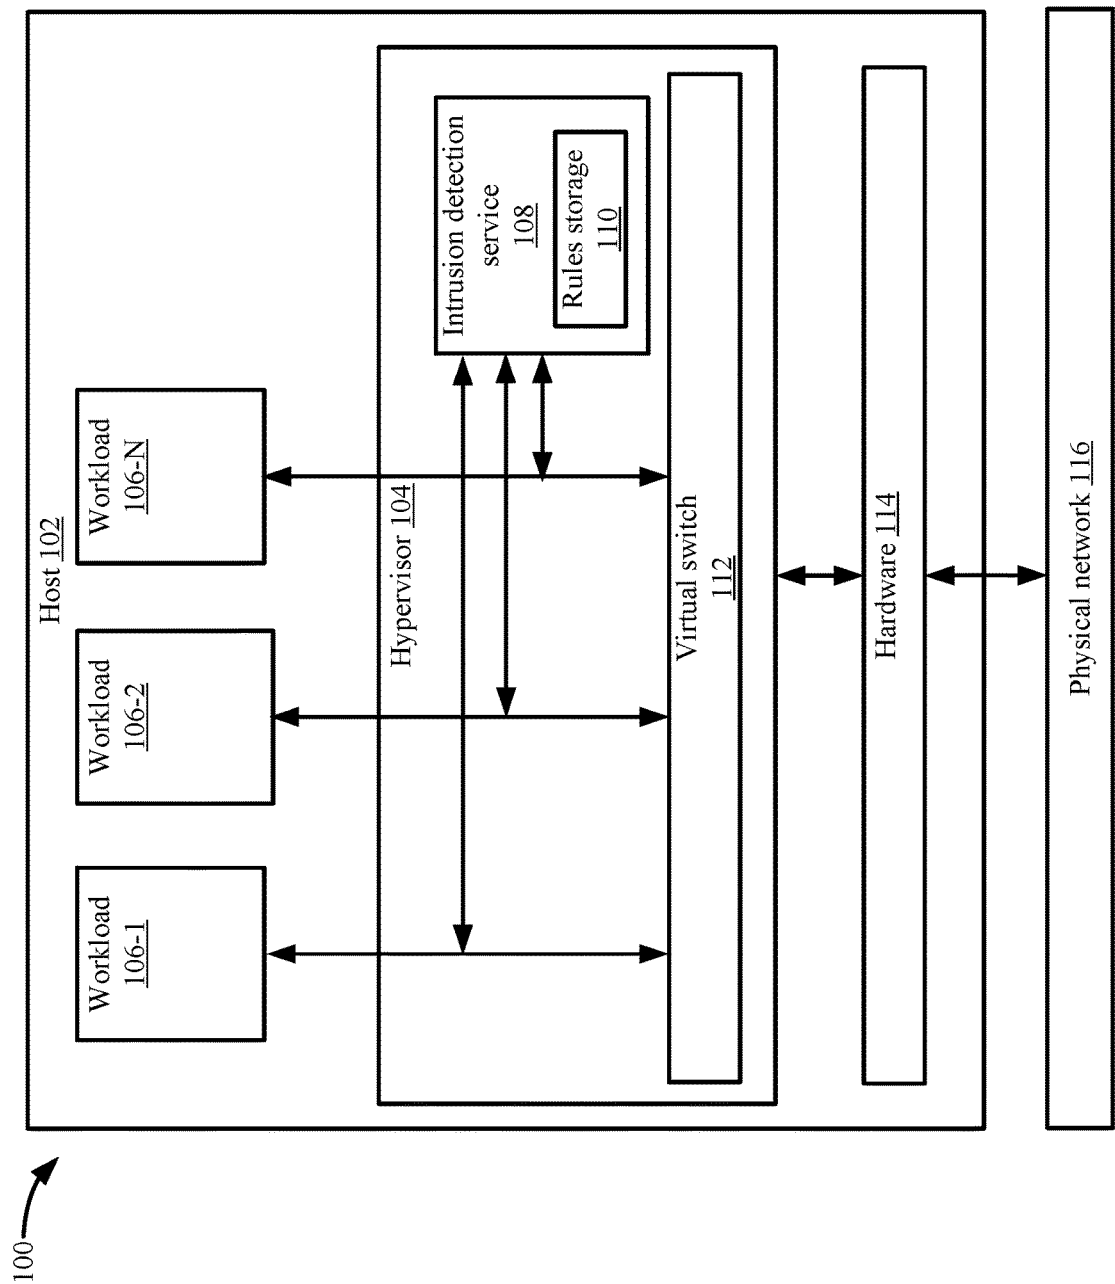 100
Host 102
Workload
106-1
Workload
106-2
Workload
106-N
Hypervisor 104
Intrusion detection
service
108
Rules storage
110
Virtual switch
112
Hardware 114
Physical network 116